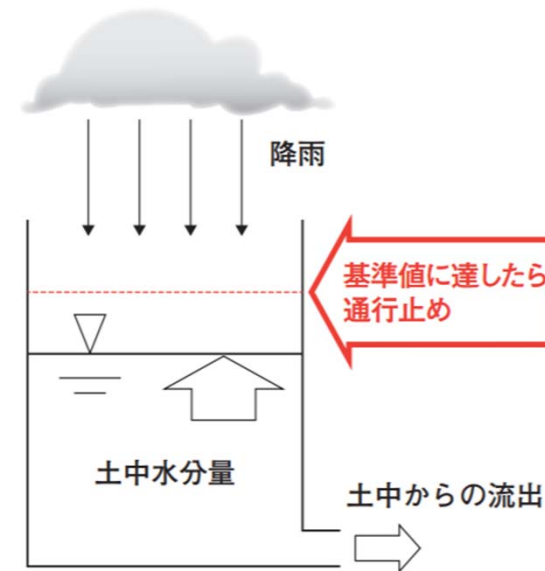 降雨
基準値に達したら
通行止め
土中水分量
土中からの流出